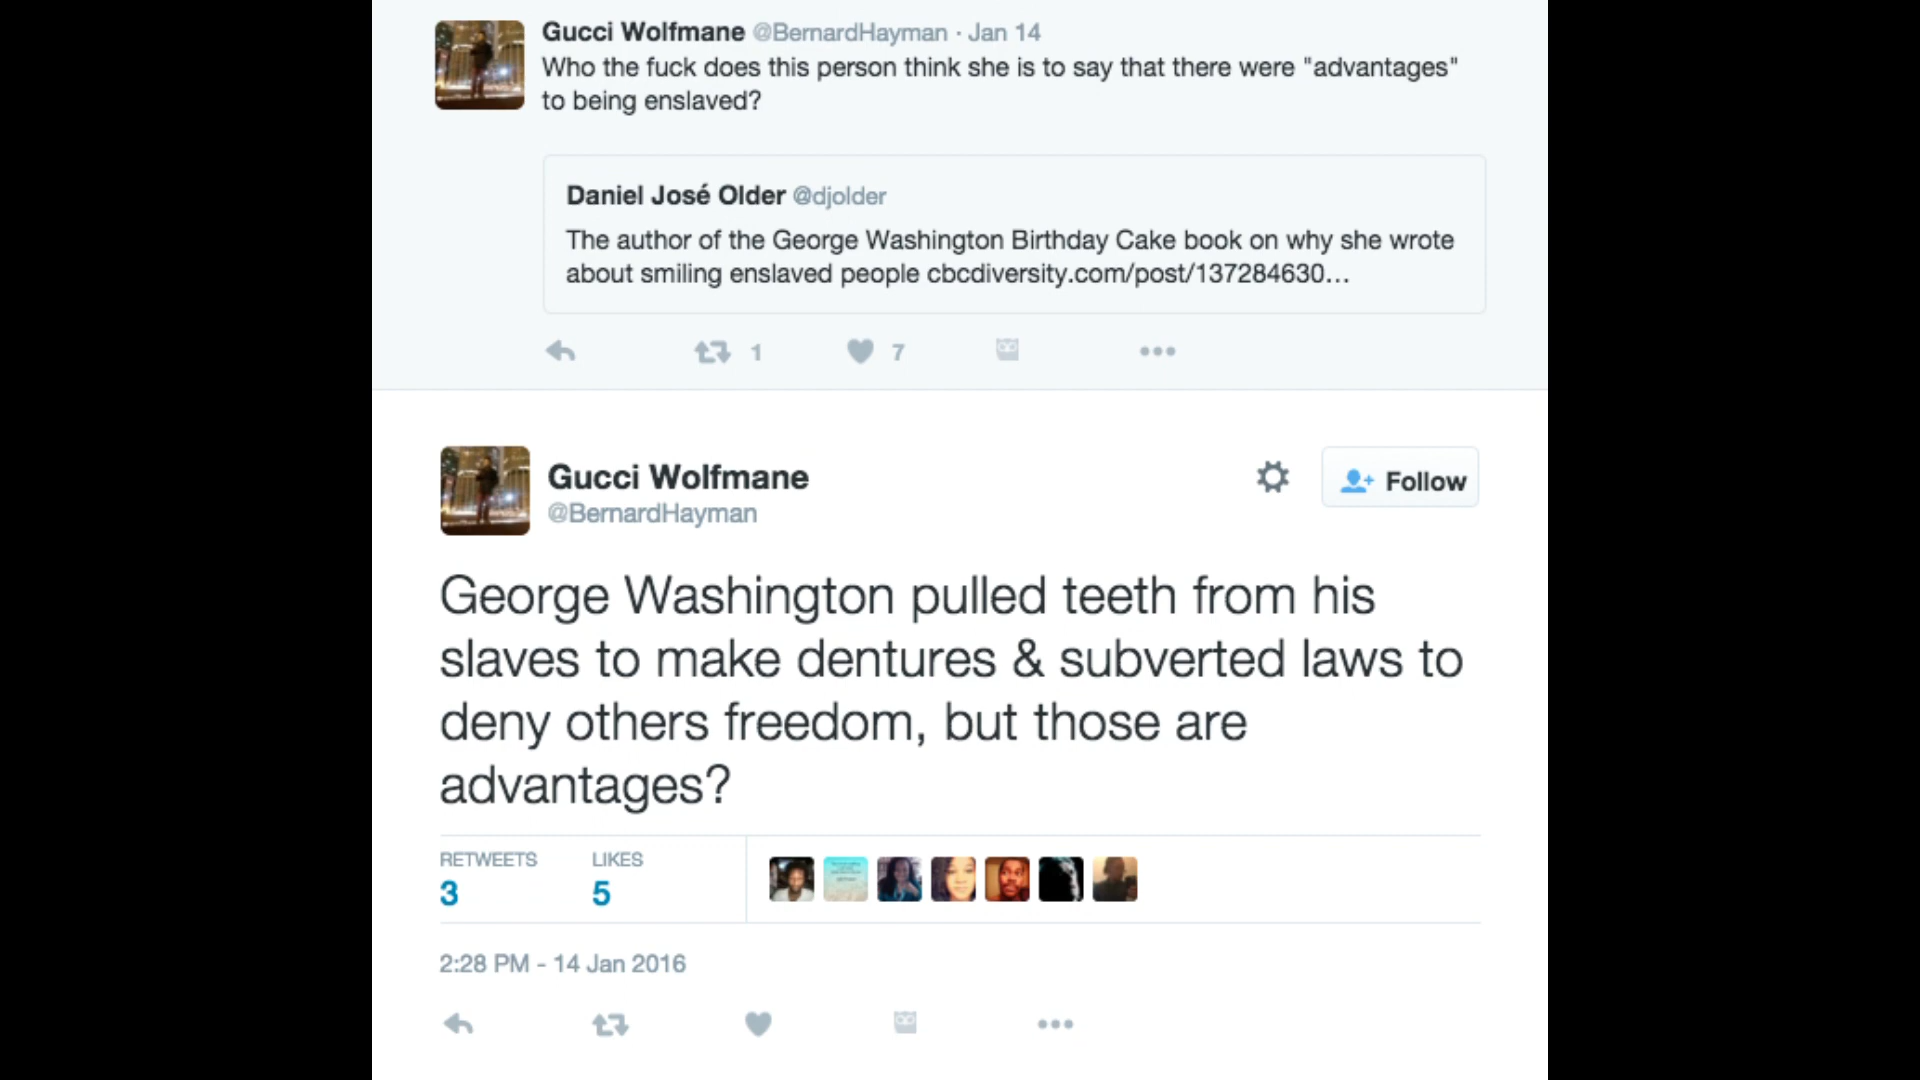 Gucci Wolfmane @BernardHayman · Jan 14
Who the fuck does this person think she is to say that there were "advantages"
to being enslaved?
Daniel José Older @djolder
The author of the George Washington Birthday Cake book on why she wrote
about smiling enslaved people cbcdiversity.com/post/137284630...
1 7
Gucci Wolfmane
@BernardHayman
Follow
George Washington pulled teeth from his
slaves to make dentures & subverted laws to
deny others freedom, but those are
advantages?
RETWEETS LIKES
3 5
2:28 PM - 14 Jan 2016